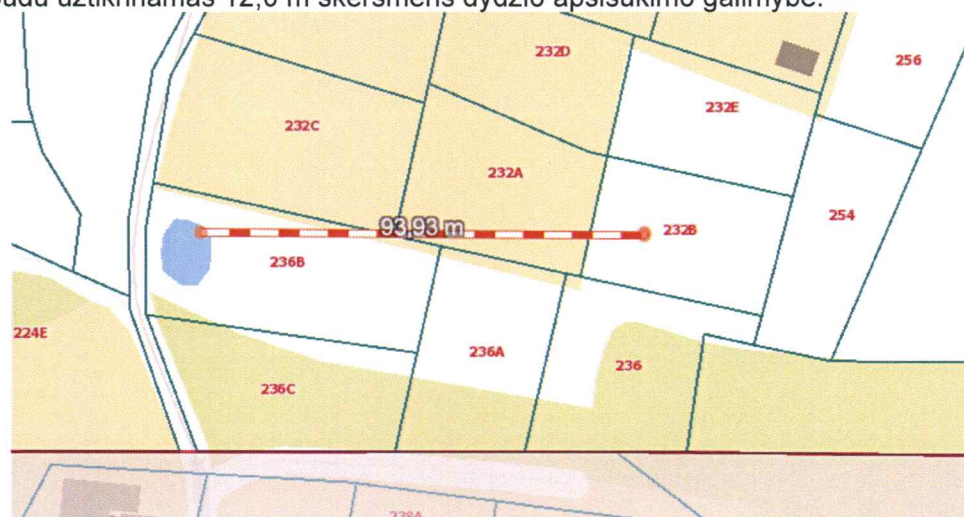 būdu užtikrinamas 12,0 m skersmens dydžio apsisukimo galimybė.
232D
256
232E
232C
232A
254
93,93 m
232B
236B
224E
236A
236
236C
238A